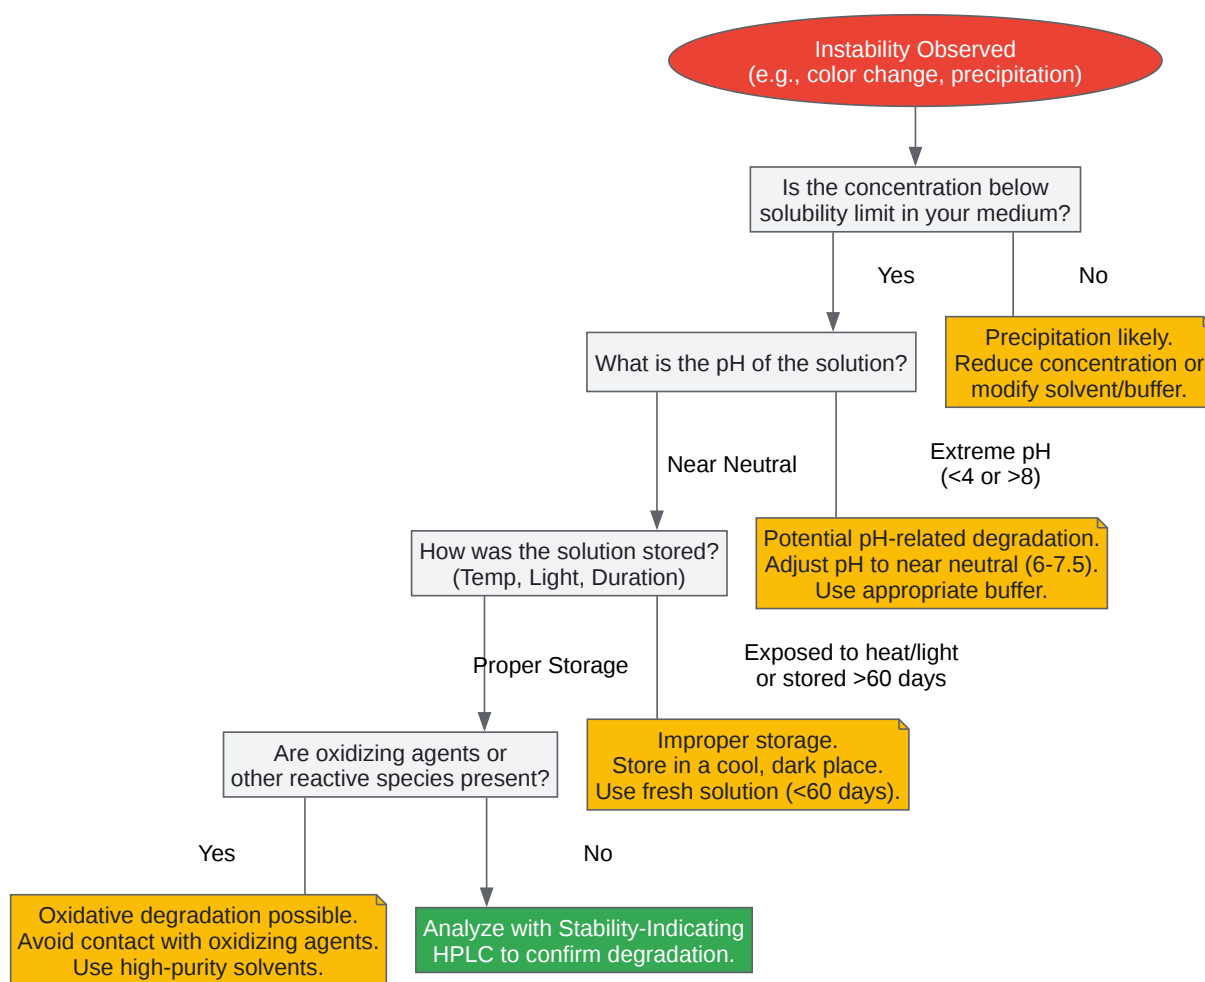 Instability Observed
(e.g., color change, precipitation)
Is the concentration below
solubility limit in your medium?
Yes
No
Precipitation likely.
Reduce concentration or
modify solvent/buffer.
What is the pH of the solution?
Near Neutral
Extreme pH
(<4 or >8)
Potential pH-related degradation.
Adjust pH to near neutral (6-7.5).
Use appropriate buffer.
How was the solution stored?
(Temp, Light, Duration)
Proper Storage
Exposed to heat/light
or stored >60 days
Improper storage.
Store in a cool, dark place.
Use fresh solution (<60 days).
Are oxidizing agents or
other reactive species present?
Yes
No
Oxidative degradation possible.
Avoid contact with oxidizing agents.
Use high-purity solvents.
Analyze with Stability-Indicating
HPLC to confirm degradation.